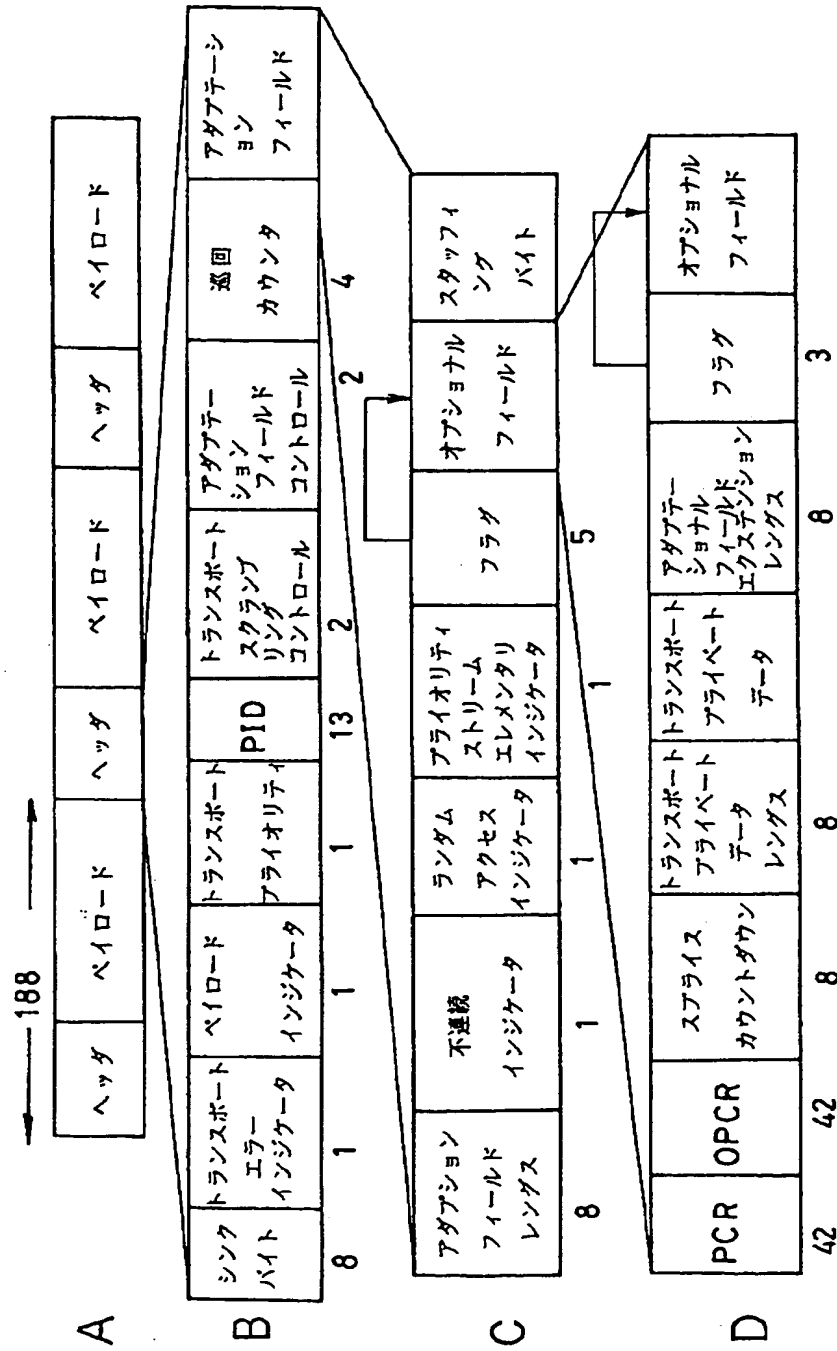 188
A
ヘッダ
ペイロード
ヘッダ
ペイロード
ヘッダ
ペイロード
B
シンク
バイト
トランスポート
エラー
インジケータ
ペイロード
インジケータ
トランスポート
プライオリティ
PID
トランスポート
スクランブ
リング
コントロール
アダプテー
ション
フィールド
コントロール
巡回
カウンタ
アダプテーシ
ョン
フィールド
8
1
1
1
13
2
2
4
C
アダプション
フィールド
レングス
不連続
インジケータ
ランダム
アクセス
インジケータ
プライオリティ
ストリーム
エレメンタリ
インジケータ
フラグ
オプショナル
フィールド
スタッフィ
ング
バイト
8
1
1
1
5
D
PCR
OPCR
スプライス
カウントダウン
トランスポート
プライベート
データ
レングス
トランスポート
プライベート
データ
アダプテー
ショナル
フィールド
エクステンション
レングス
フラグ
オプショナル
フィールド
42
42
8
8
8
3